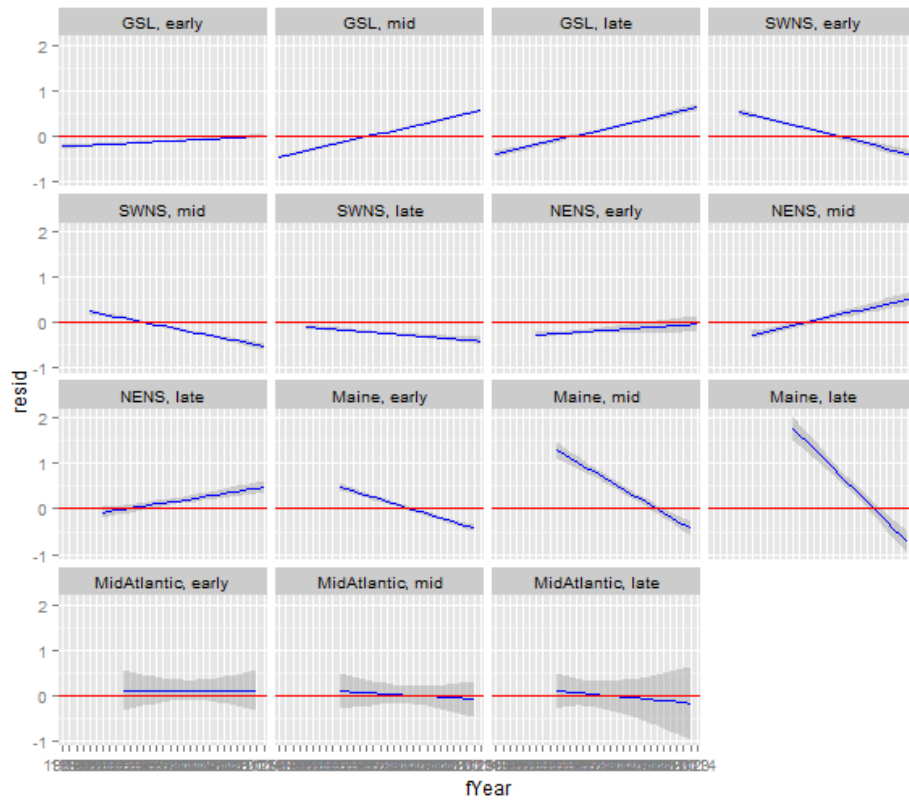 GSL, early GSL, mid GSL, late SWNS, early
2
1
0
-1
SWNS, mid SWNS, late NENS, early NENS, mid
2
1
0
-1
resid
NENS, late Maine, early Maine, mid Maine, late
2
1
0
-1
MidAtlantic, early MidAtlantic, mid MidAtlantic, late
2
1
0
-1
fYear